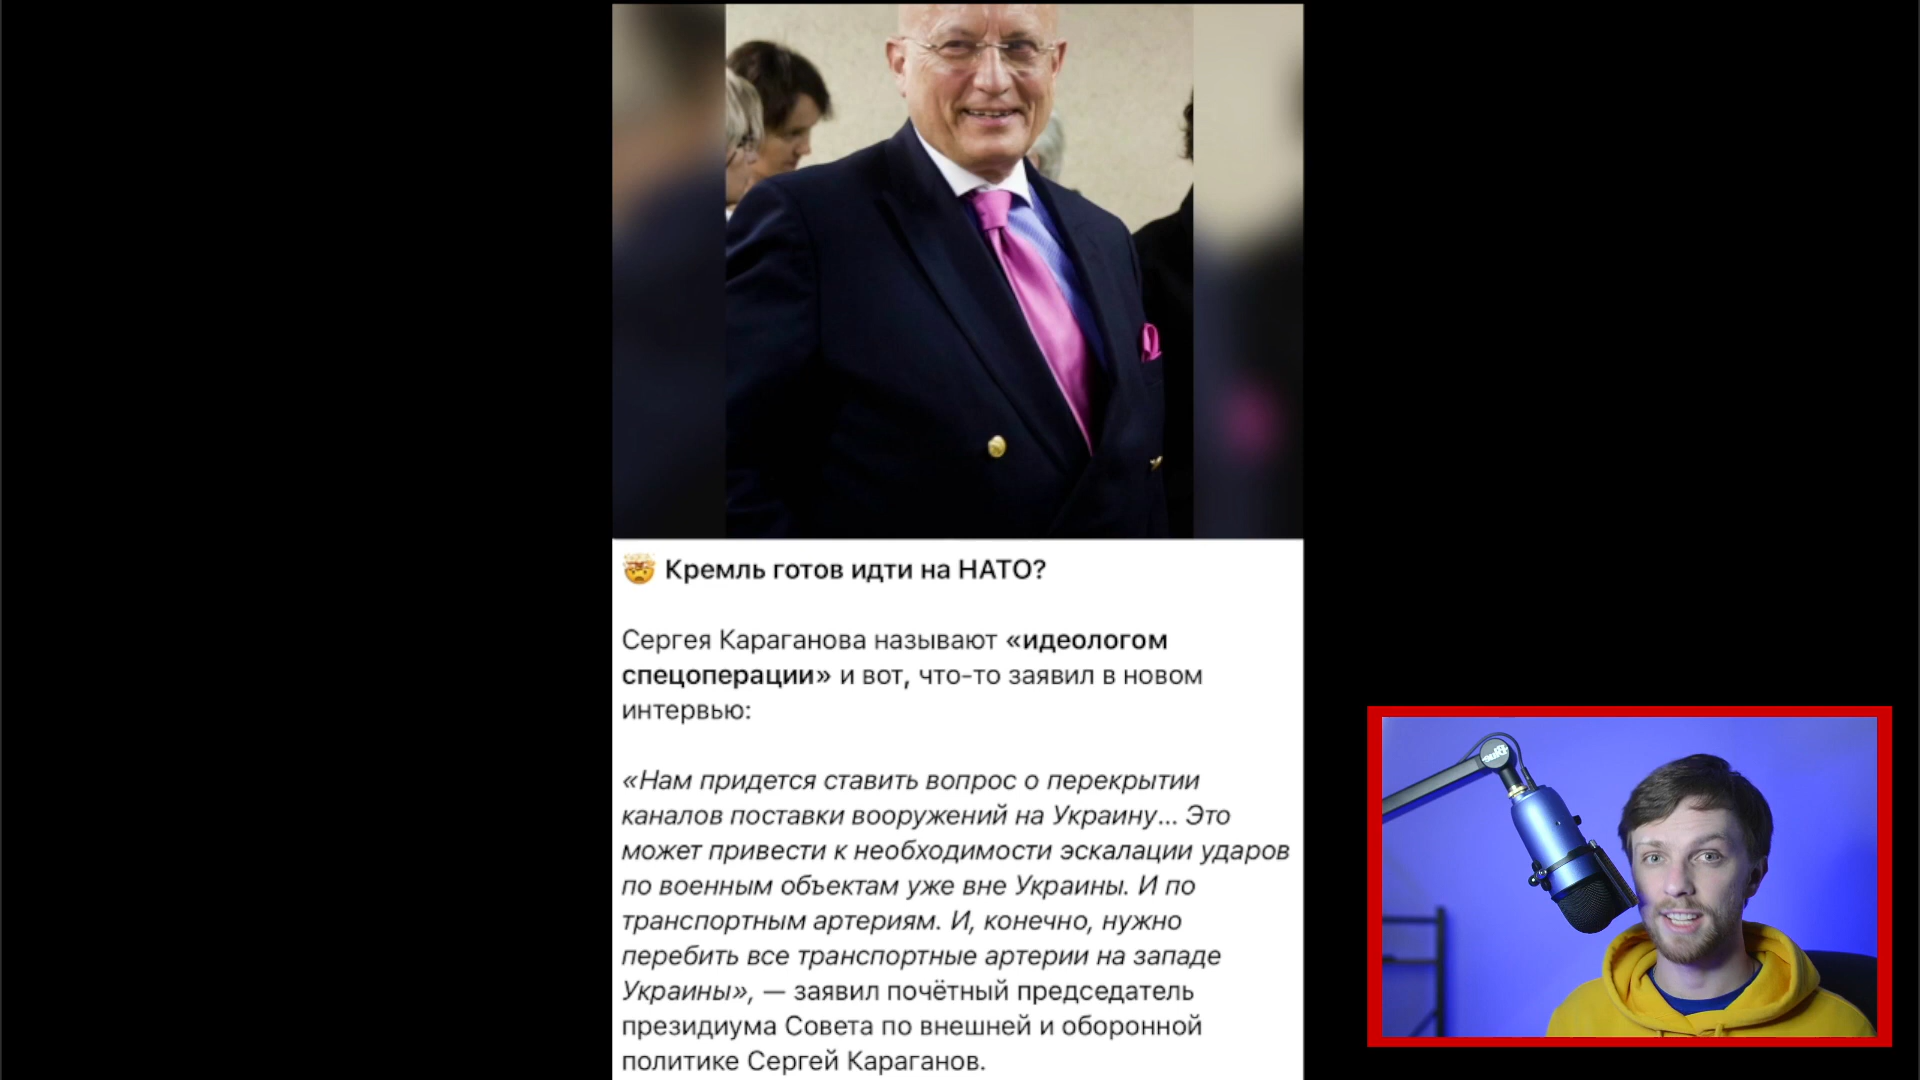 🤯 Кремль готов идти на НАТО?
Сергея Караганова называют «идеологом
спецоперации» и вот, что-то заявил в новом
интервью:
«Нам придется ставить вопрос о перекрытии
каналов поставки вооружений на Украину... Это
может привести к необходимости эскалации ударов
по военным объектам уже вне Украины. И по
транспортным артериям. И, конечно, нужно
перебить все транспортные артерии на западе
Украины», — заявил почётный председатель
президиума Совета по внешней и оборонной
политике Сергей Караганов.